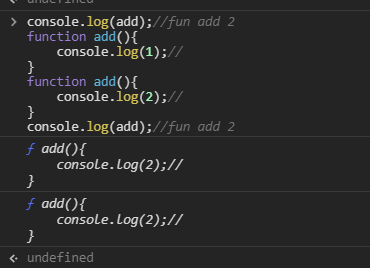 undefined
console.log(add);//fun add 2
function add(){
    console.log(1);//
}
function add(){
    console.log(2);//
}
console.log(add);//fun add 2
ƒ add(){
    console.log(2);//
}
ƒ add(){
    console.log(2);//
}
undefined